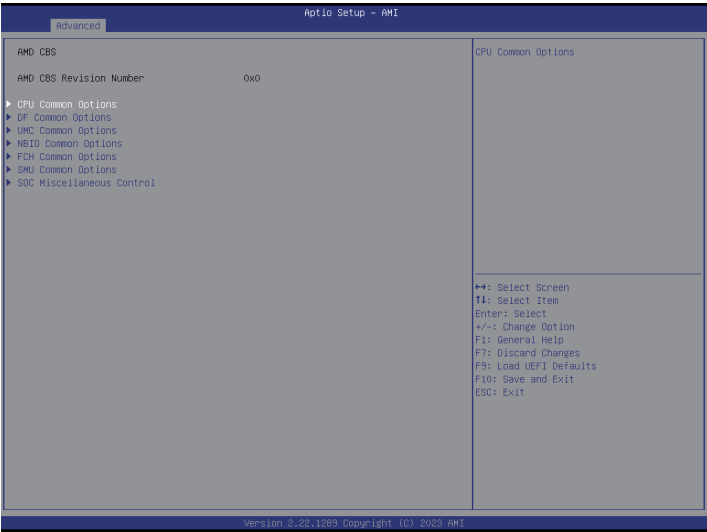 Aptio Setup - AMI
Advanced
AMD CBS
AMD CBS Revision Number 0x0
CPU Common Options
DF Common Options
UMC Common Options
NBIO Common Options
FCH Common Options
SMU Common Options
SOC Miscellaneous Control
CPU Common Options
→←: Select Screen
↑↓: Select Item
Enter: Select
+/-: Change Option
F1: General Help
F7: Discard Changes
F9: Load UEFI Defaults
F10: Save and Exit
ESC: Exit
Version 2.22.1289 Copyright (C) 2023 AMI